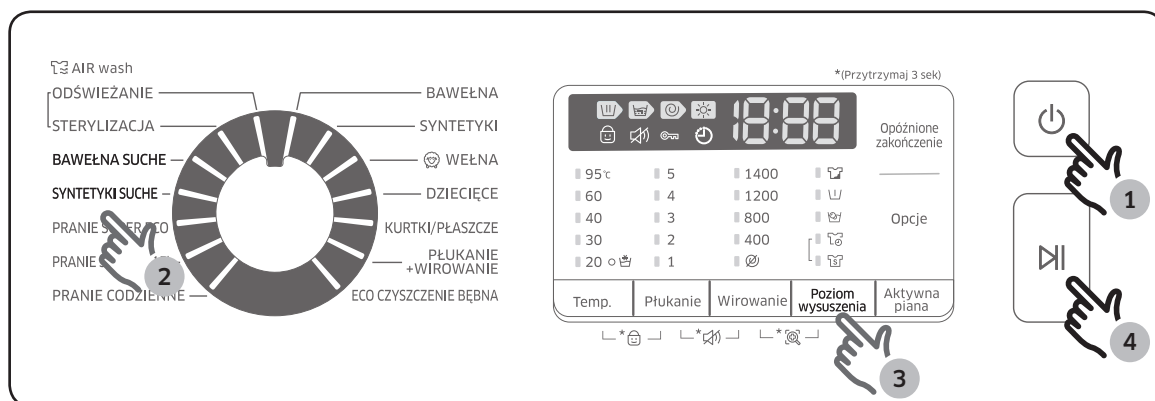 AIR wash
ODŚWIEŻANIE
STERYLIZACJA
BAWEŁNA SUCHE
SYNTETYKI SUCHE
PRANIE
PRANIE
PRANIE CODZIENNE
BAWEŁNA
SYNTETYKI
WEŁNA
DZIECIĘCE
KURTKI/PŁASZCZE
PŁUKANIE
+WIROWANIE
ECO CZYSZCZENIE BĘBNA
2
*(Przytrzymaj 3 sek)
18:88
Opóźnione
zakończenie
Opcje
95℃ 5 1400
60 4 1200
40 3 800
30 2 400
20 1
Temp. Płukanie Wirowanie Poziom wysuszenia Aktywna piana
* * *
3
1
4